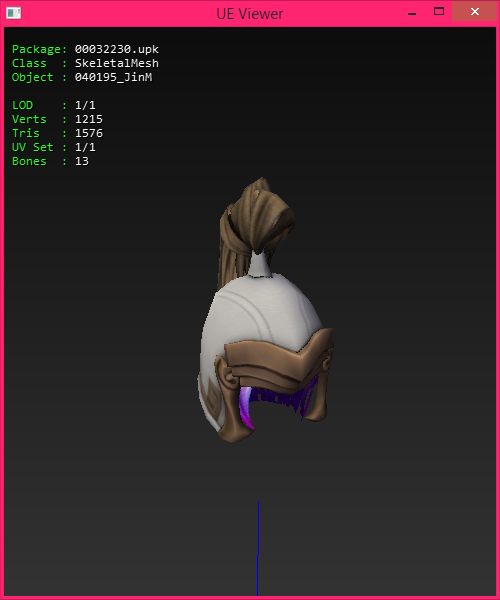 UE Viewer
Package: 00032230.upk
Class  : SkeletalMesh
Object : 040195_JinM
LOD    : 1/1
Verts  : 1215
Tris   : 1576
UV Set : 1/1
Bones  : 13